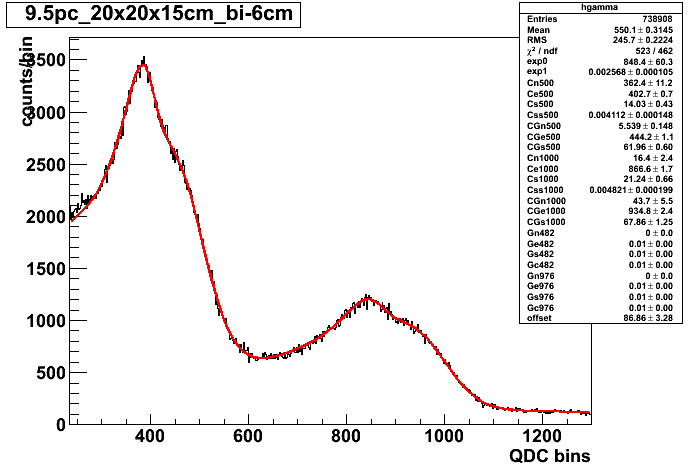 9.5pc_20x20x15cm_bi-6cm
hgamma
Entries 738908
Mean 550.1 ± 0.3145
RMS 245.7 ± 0.2224
χ² / ndf 523 / 462
exp0 848.4 ± 60.3
exp1 0.002568 ± 0.000105
Cn500 362.4 ± 11.2
Ce500 402.7 ± 0.7
Cs500 14.03 ± 0.43
Css500 0.004112 ± 0.000148
CGn500 5.539 ± 0.148
CGe500 444.2 ± 1.1
CGs500 61.96 ± 0.60
Cn1000 16.4 ± 2.4
Ce1000 866.6 ± 1.7
Cs1000 21.24 ± 0.66
Css1000 0.004821 ± 0.000199
CGn1000 43.7 ± 5.5
CGe1000 934.8 ± 2.4
CGs1000 67.86 ± 1.25
Gn482 0 ± 0.0
Ge482 0.01 ± 0.00
Gs482 0.01 ± 0.00
Gc482 0.01 ± 0.00
Gn976 0 ± 0.0
Ge976 0.01 ± 0.00
Gs976 0.01 ± 0.00
Gc976 0.01 ± 0.00
offset 86.86 ± 3.28
counts/bin
3500
3000
2500
2000
1500
1000
500
0
400 600 800 1000 1200
QDC bins